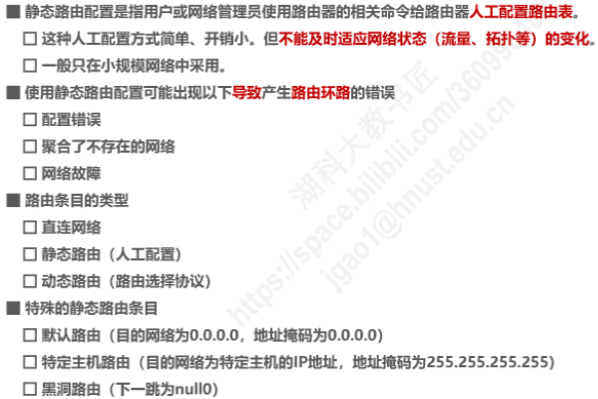 ■ 静态路由配置是指用户或网络管理员使用路由器的相关命令给路由器人工配置路由表。
□ 这种人工配置方式简单、开销小。但不能及时适应网络状态（流量、拓扑等）的变化。
□ 一般只在小规模网络中采用。
■ 使用静态路由配置可能出现以下导致产生路由环路的错误
□ 配置错误
□ 聚合了不存在的网络
□ 网络故障
■ 路由条目的类型
□ 直连网络
□ 静态路由（人工配置）
□ 动态路由（路由选择协议）
■ 特殊的静态路由条目
□ 默认路由（目的网络为0.0.0.0，地址掩码为0.0.0.0）
□ 特定主机路由（目的网络为特定主机的IP地址，地址掩码为255.255.255.255）
□ 黑洞路由（下一跳为null0）
湖科大教书匠
https://space.bilibili.com/36099
jgao1@hnust.edu.cn